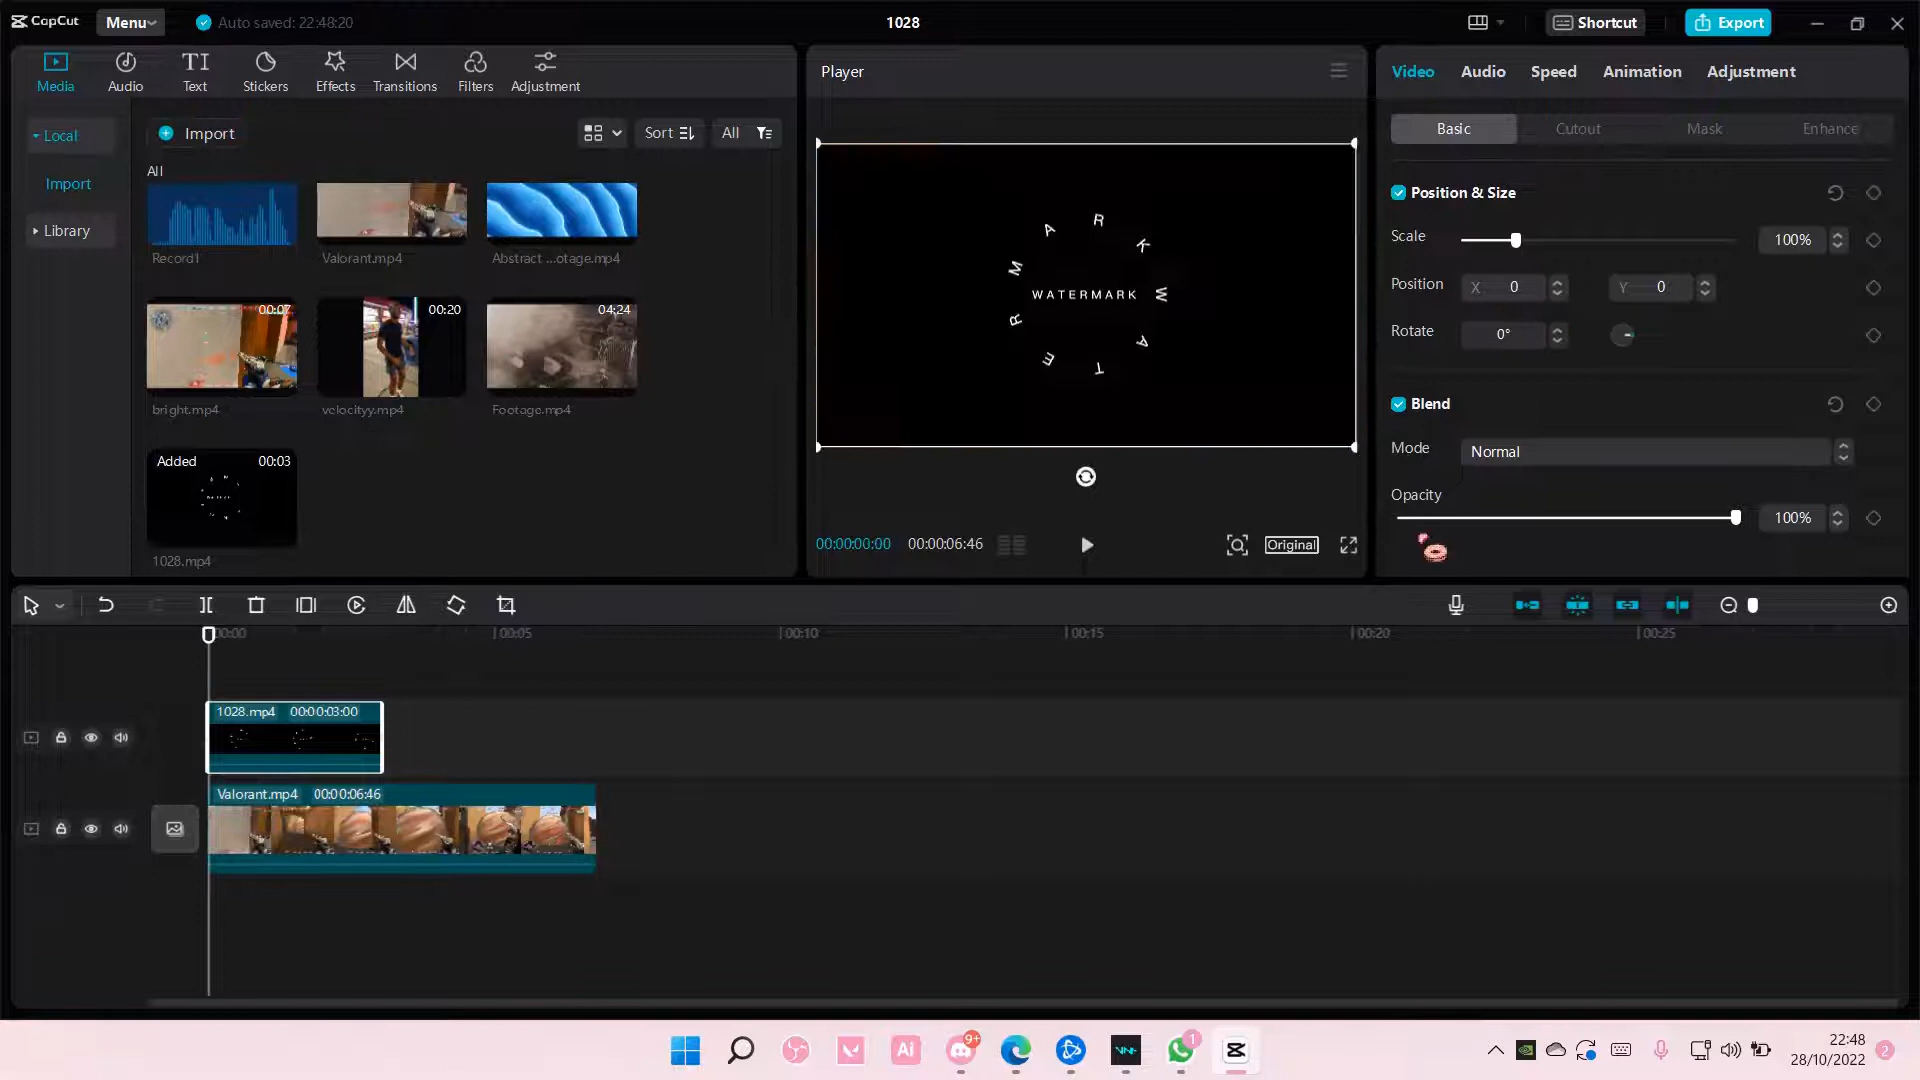 CapCut Menu Auto saved: 22:48:20 1028 Shortcut Export
Media Audio Text Stickers Effects Transitions Filters Adjustment
Local
Import
Library
Import Sort All
All
Record1 Valorant.mp4 Abstract ...otage.mp4
00:07 00:20 04:24
bright.mp4 velocityy.mp4 Footage.mp4
Added 00:03
1028.mp4
Player
WATERMARK
WATERMARK
00:00:00:00 00:00:06:46 Original
Video Audio Speed Animation Adjustment
Basic Cutout Mask Enhance
Position & Size
Scale 100%
Position X 0 Y 0
Rotate 0°
Blend
Mode Normal
Opacity 100%
00:00 00:05 00:10 00:15 00:20 00:25
1028.mp4 00:00:03:00
Valorant.mp4 00:00:06:46
Ai 9+ 1
22:48
28/10/2022 2